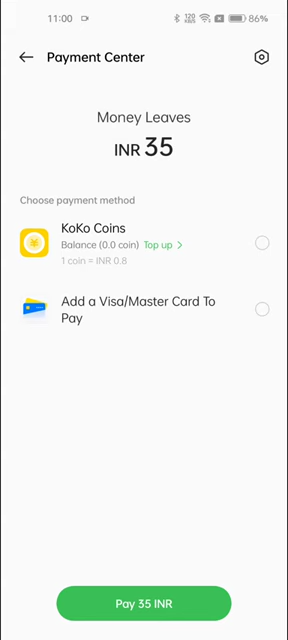 11:00 86%
Payment Center
Money Leaves
INR 35
Choose payment method
KoKo Coins
Balance (0.0 coin) Top up >
1 coin = INR 0.8
Add a Visa/Master Card To
Pay
Pay 35 INR